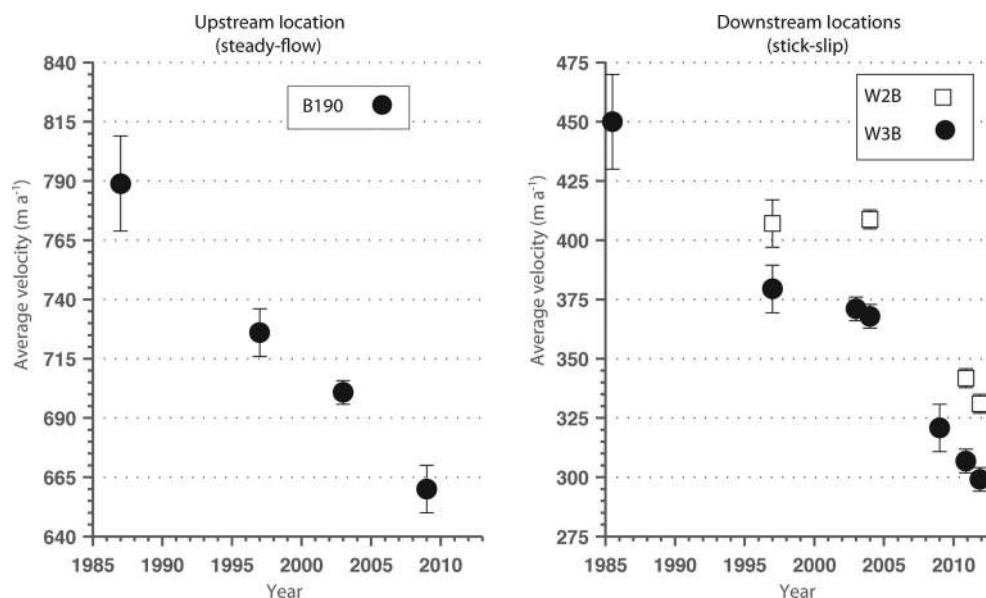 Upstream location
(steady-flow)
840
815
790
765
740
715
690
665
640
1985 1990 1995 2000 2005 2010
Year
Average velocity (m a⁻¹)
B190
Downstream locations
(stick-slip)
475
450
425
400
375
350
325
300
275
1985 1990 1995 2000 2005 2010
Year
Average velocity (m a⁻¹)
W2B
W3B